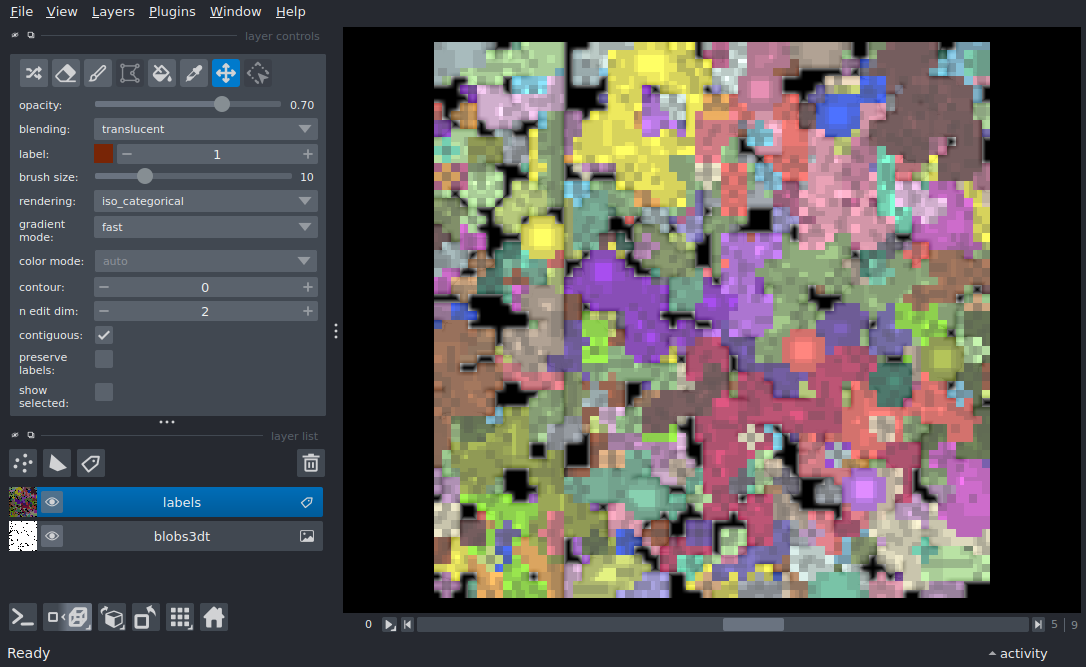 File View Layers Plugins Window Help
layer controls
opacity: 0.70
blending: translucent
label: 1
brush size: 10
rendering: iso_categorical
gradient
mode: fast
color mode: auto
contour: 0
n edit dim: 2
contiguous:
preserve
labels:
show
selected:
layer list
labels
blobs3dt
0 5 | 9
Ready activity